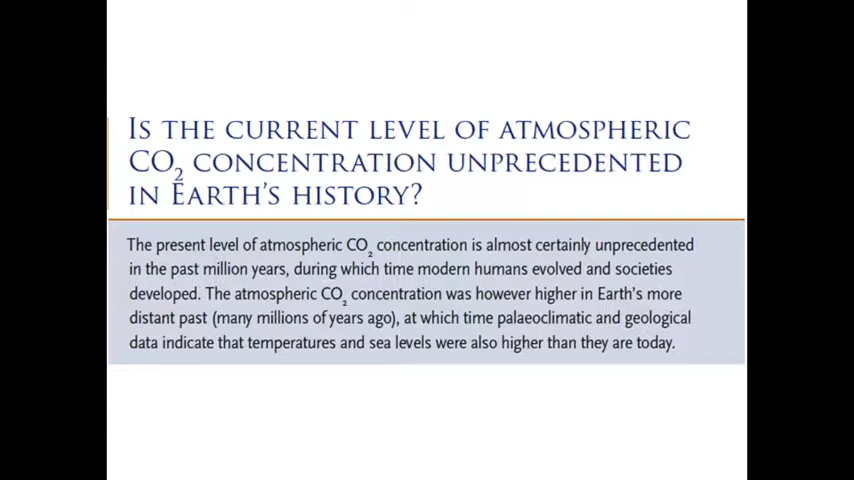 IS THE CURRENT LEVEL OF ATMOSPHERIC
CO₂ CONCENTRATION UNPRECEDENTED
IN EARTH'S HISTORY?
The present level of atmospheric CO₂ concentration is almost certainly unprecedented
in the past million years, during which time modern humans evolved and societies
developed. The atmospheric CO₂ concentration was however higher in Earth's more
distant past (many millions of years ago), at which time palaeoclimatic and geological
data indicate that temperatures and sea levels were also higher than they are today.